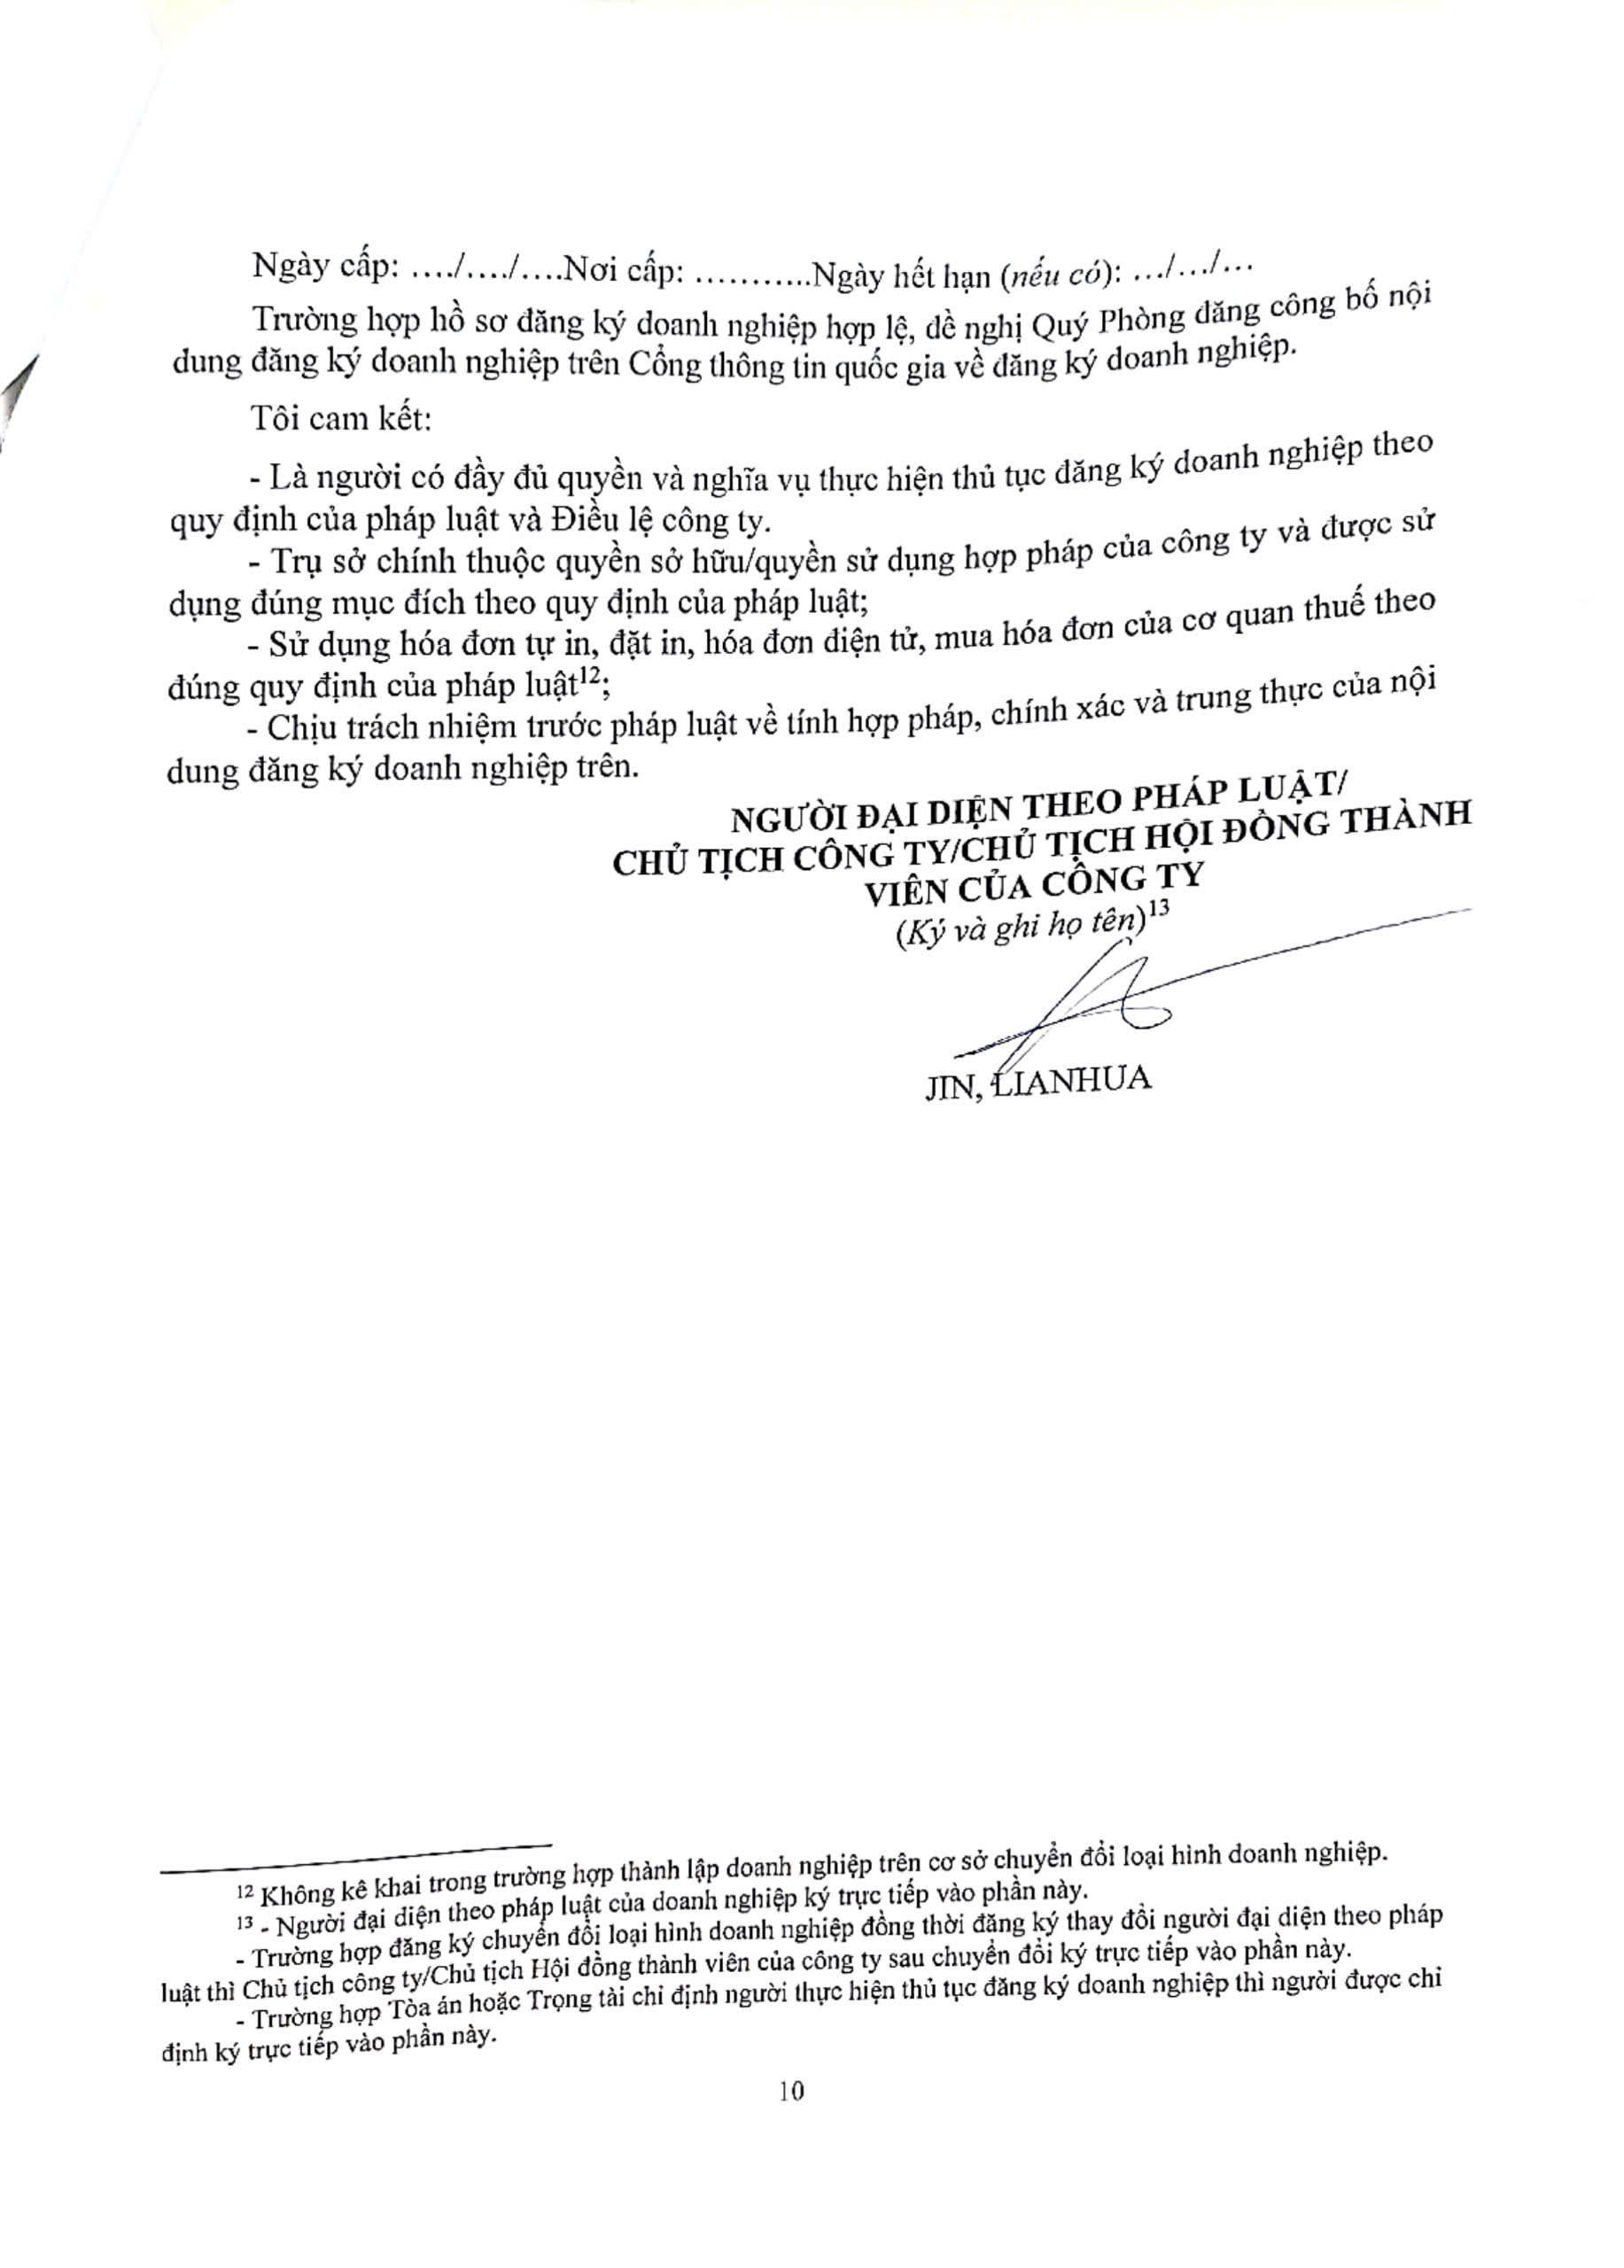 Ngày cấp: …./…./….Nơi cấp: ………..Ngày hết hạn (nếu có): …/…/…
Trường hợp hồ sơ đăng ký doanh nghiệp hợp lệ, đề nghị Quý Phòng đăng công bố nội
dung đăng ký doanh nghiệp trên Cổng thông tin quốc gia về đăng ký doanh nghiệp.
Tôi cam kết:
- Là người có đầy đủ quyền và nghĩa vụ thực hiện thủ tục đăng ký doanh nghiệp theo
quy định của pháp luật và Điều lệ công ty.
- Trụ sở chính thuộc quyền sở hữu/quyền sử dụng hợp pháp của công ty và được sử
dụng đúng mục đích theo quy định của pháp luật;
- Sử dụng hóa đơn tự in, đặt in, hóa đơn điện tử, mua hóa đơn của cơ quan thuế theo
đúng quy định của pháp luật12;
- Chịu trách nhiệm trước pháp luật về tính hợp pháp, chính xác và trung thực của nội
dung đăng ký doanh nghiệp trên.
NGƯỜI ĐẠI DIỆN THEO PHÁP LUẬT/
CHỦ TỊCH CÔNG TY/CHỦ TỊCH HỘI ĐỒNG THÀNH
VIÊN CỦA CÔNG TY
(Ký và ghi họ tên)13
JIN, LIANHUA
12 Không kê khai trong trường hợp thành lập doanh nghiệp trên cơ sở chuyển đổi loại hình doanh nghiệp.
13 - Người đại diện theo pháp luật của doanh nghiệp ký trực tiếp vào phần này.
- Trường hợp đăng ký chuyển đổi loại hình doanh nghiệp đồng thời đăng ký thay đổi người đại diện theo pháp
luật thì Chủ tịch công ty/Chủ tịch Hội đồng thành viên của công ty sau chuyển đổi ký trực tiếp vào phần này.
- Trường hợp Tòa án hoặc Trọng tài chỉ định người thực hiện thủ tục đăng ký doanh nghiệp thì người được chỉ
định ký trực tiếp vào phần này.
10